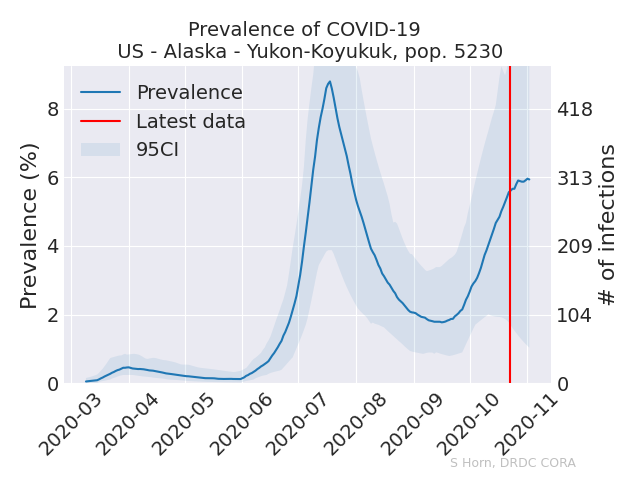 Prevalence of COVID-19
US - Alaska - Yukon-Koyukuk, pop. 5230
Prevalence
Latest data
95CI
Prevalence (%)
8
6
4
2
0
418
313
209
104
0
# of infections
2020-03
2020-04
2020-05
2020-06
2020-07
2020-08
2020-09
2020-10
2020-11
S Horn, DRDC CORA